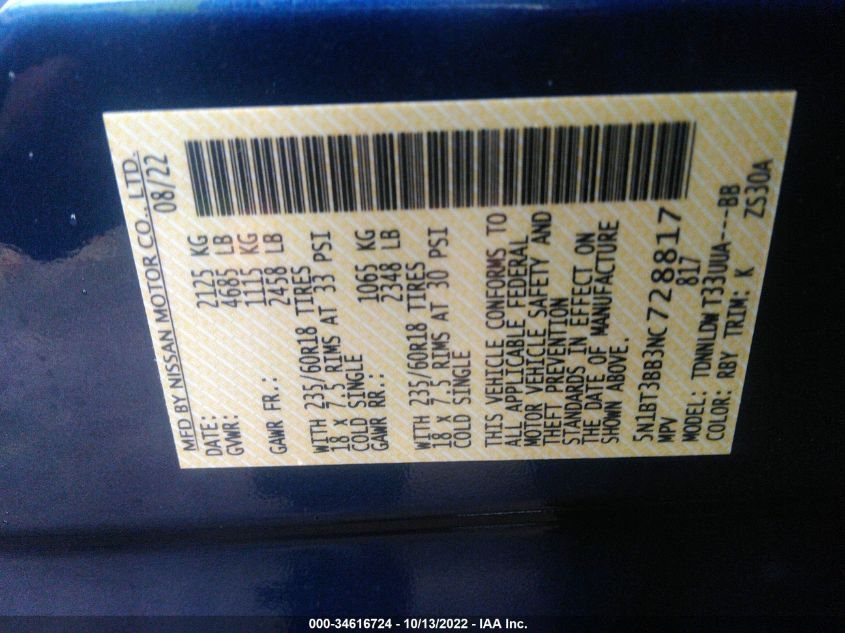 MFD BY NISSAN MOTOR CO., LTD.
DATE: 08/22
GVWR: 2125 KG
4685 LB
GAWR FR.: 1115 KG
2458 LB
WITH 235/60R18 TIRES
18 X 7.5 RIMS AT 33 PSI
COLD SINGLE
GAWR RR.: 1065 KG
2348 LB
WITH 235/60R18 TIRES
18 X 7.5 RIMS AT 30 PSI
COLD SINGLE
THIS VEHICLE CONFORMS TO
ALL APPLICABLE FEDERAL
MOTOR VEHICLE SAFETY AND
THEFT PREVENTION
STANDARDS IN EFFECT ON
THE DATE OF MANUFACTURE
SHOWN ABOVE.
5N1BT3BB3NC728817
MPV 817
MODEL: TDNNLDW T33UUA----BB
COLOR: RBY TRIM: K ZS30A
000-34616724 - 10/13/2022 - IAA Inc.